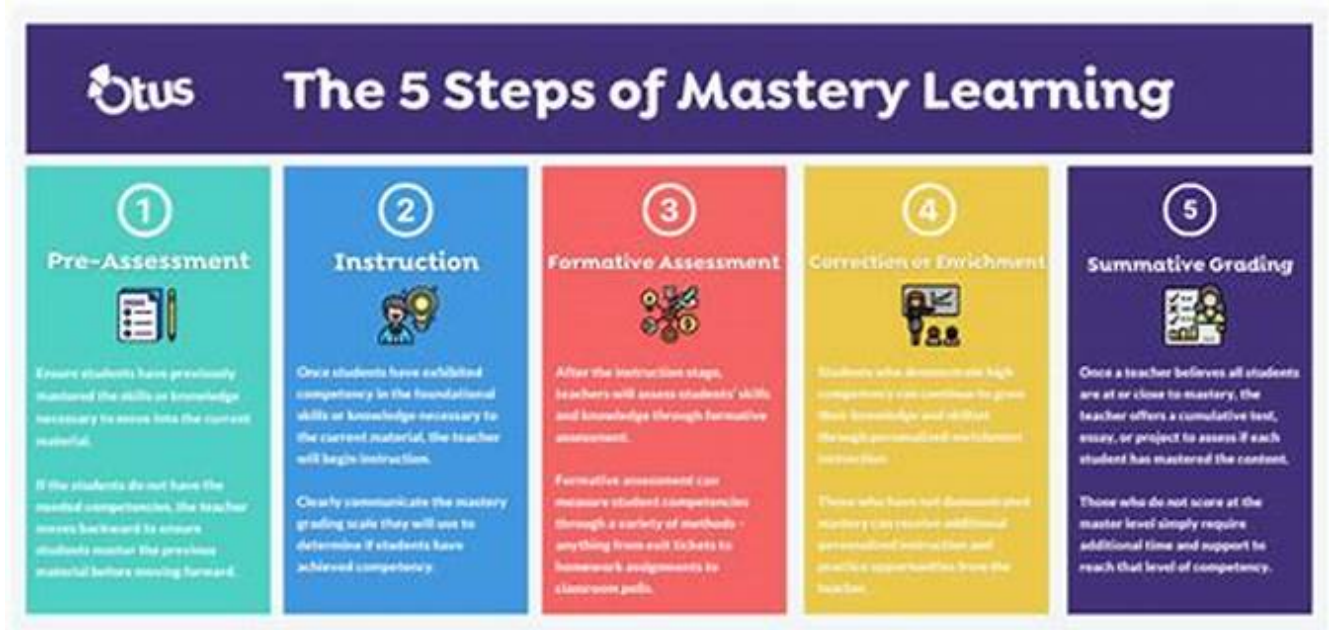 Otus
The 5 Steps of Mastery Learning
1
Pre-Assessment
Ensure students have previously
mastered the skills or knowledge
necessary to move into the current
material.
If the students do not have the
needed competencies, the teacher
moves backward to ensure
students master the previous
material before moving forward.
2
Instruction
Once students have exhibited
competency in the foundational
skills or knowledge necessary to
the current material, the teacher
will begin instruction.
Clearly communicate the mastery
grading scale they will use to
determine if students have
achieved competency.
3
Formative Assessment
After the instruction stage,
teachers will assess students' skills
and knowledge through formative
assessment.
Formative assessment can
measure student competencies
through a variety of methods -
anything from exit tickets to
homework assignments to
classroom polls.
4
Correction or Enrichment
Students who demonstrate high
competency can continue to grow
their knowledge and skillset
through personalized enrichment
instruction.
Those who have not demonstrated
mastery can receive additional
personalized instruction and
practice opportunities from the
teacher.
5
Summative Grading
Once a teacher believes all students
are at or close to mastery, the
teacher offers a cumulative test,
essay, or project to assess if each
student has mastered the content.
Those who do not score at the
master level simply require
additional time and support to
reach that level of competency.